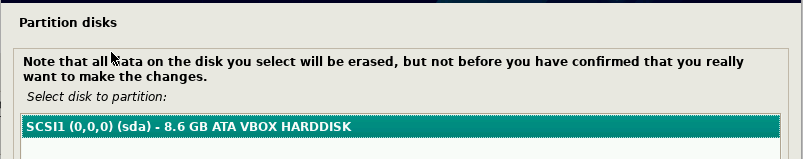 Partition disks
Note that all data on the disk you select will be erased, but not before you have confirmed that you really
want to make the changes.
Select disk to partition:
SCSI1 (0,0,0) (sda) - 8.6 GB ATA VBOX HARDDISK